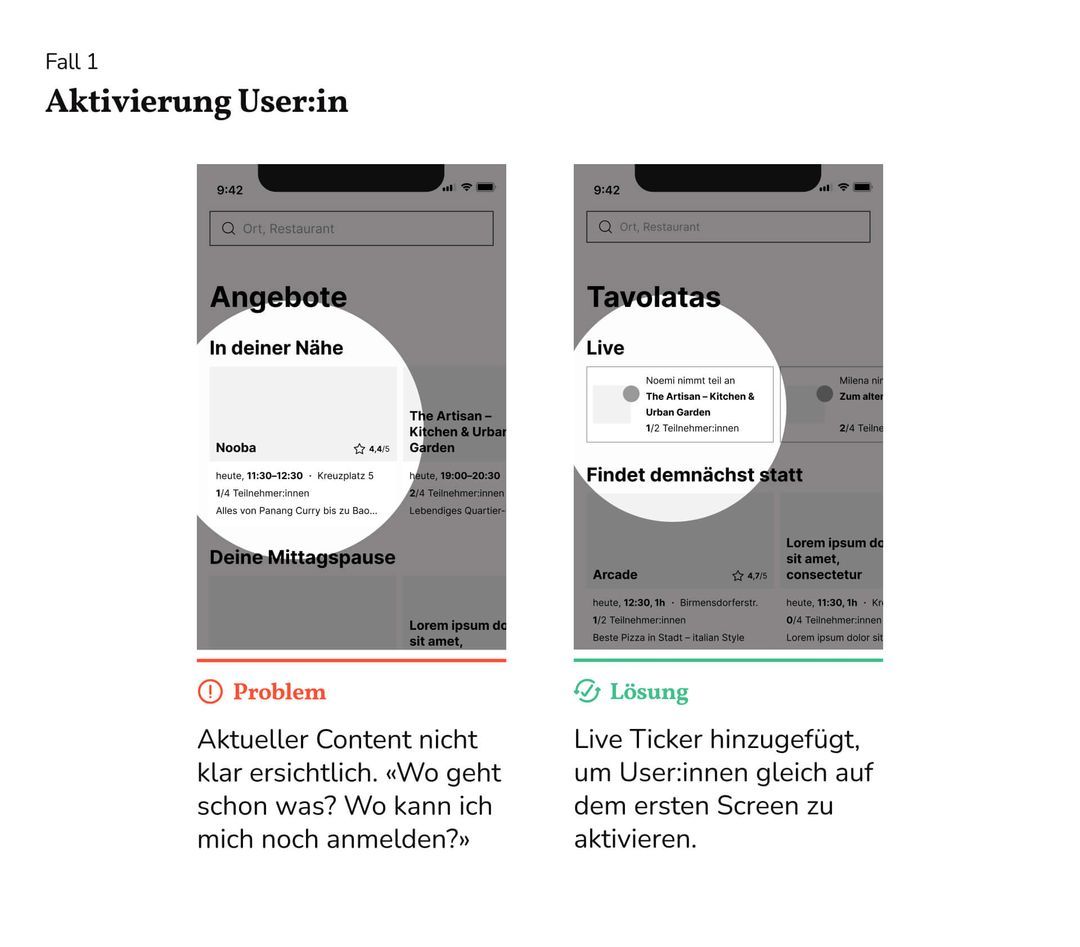 Fall 1
Aktivierung User:in
9:42
Ort, Restaurant
Angebote
In deiner Nähe
Nooba
4,4/5
heute, 11:30–12:30 · Kreuzplatz 5
1/4 Teilnehmer:innen
Alles von Panang Curry bis zu Bao...
The Artisan –
Kitchen & Urban
Garden
heute, 19:00–20:30
2/4 Teilnehmer:innen
Lebendiges Quartier-
Deine Mittagspause
Lorem ipsum do
sit amet,
Problem
Aktueller Content nicht
klar ersichtlich. «Wo geht
schon was? Wo kann ich
mich noch anmelden?»
9:42
Ort, Restaurant
Tavolatas
Live
Noemi nimmt teil an
The Artisan – Kitchen &
Urban Garden
1/2 Teilnehmer:innen
Milena nim
Zum alten
2/4 Teilne
Findet demnächst statt
Arcade
4,7/5
heute, 12:30, 1h · Birmensdorferstr.
1/2 Teilnehmer:innen
Beste Pizza in Stadt – italian Style
Lorem ipsum do
sit amet,
consectetur
heute, 11:30, 1h · Kre
0/4 Teilnehmer:innen
Lorem ipsum dolor sit
Lösung
Live Ticker hinzugefügt,
um User:innen gleich auf
dem ersten Screen zu
aktivieren.